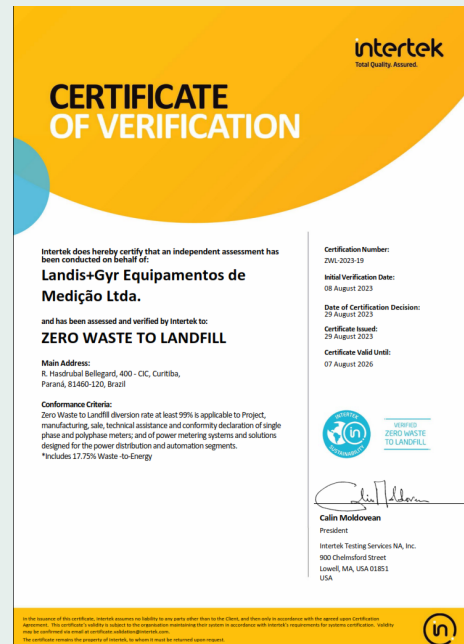 intertek
Total Quality. Assured.
CERTIFICATE
OF VERIFICATION
Intertek does hereby certify that an independent assessment has
been conducted on behalf of:
Landis+Gyr Equipamentos de
Medição Ltda.
and has been assessed and verified by Intertek to:
ZERO WASTE TO LANDFILL
Main Address:
R. Hasdrubal Bellegard, 400 - CIC, Curitiba,
Paraná, 81460-120, Brazil
Conformance Criteria:
Zero Waste to Landfill diversion rate at least 99% is applicable to Project,
manufacturing, sale, technical assistance and conformity declaration of single
phase and polyphase meters; and of power metering systems and solutions
designed for the power distribution and automation segments.
*Includes 17.75% Waste -to-Energy
Certification Number:
ZWL-2023-19
Initial Verification Date:
08 August 2023
Date of Certification Decision:
29 August 2023
Certificate Issued:
29 August 2023
Certificate Valid Until:
07 August 2026
INTERTEK
in
SUSTAINABILITY
VERIFIED
ZERO WASTE
TO LANDFILL
Calin Moldovean
Calin Moldovean
President
Intertek Testing Services NA, Inc.
900 Chelmsford Street
Lowell, MA, USA 01851
USA
In the issuance of this certificate, Intertek assumes no liability to any party other than to the Client, and then only in accordance with the agreed upon Certification
Agreement. This certificate's validity is subject to the organisation maintaining their system in accordance with Intertek's requirements for systems certification. Validity
may be confirmed via email at certificate.validation@intertek.com.
The certificate remains the property of Intertek, to whom it must be returned upon request.
in